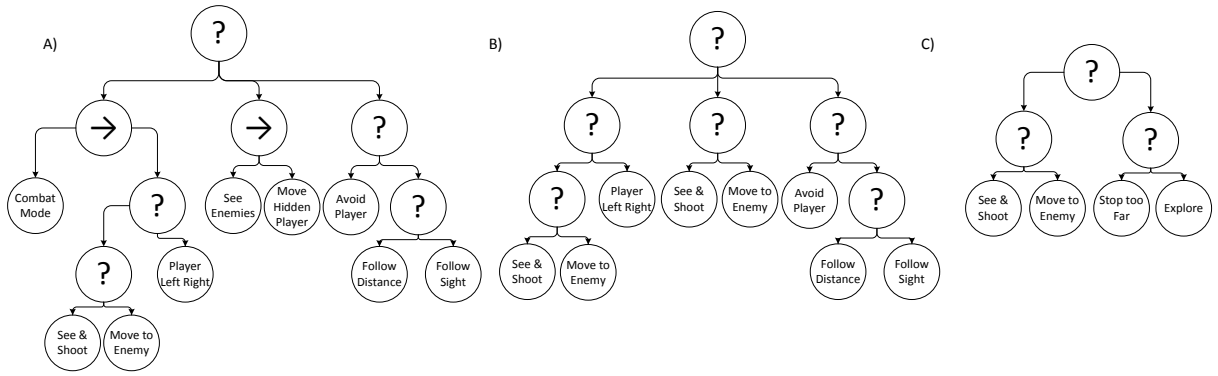 A)
?
→
→
?
Combat
Mode
?
See
Enemies
Move
Hidden
Player
Avoid
Player
?
?
Player
Left Right
Follow
Distance
Follow
Sight
See &
Shoot
Move to
Enemy
B)
?
?
?
?
?
Player
Left Right
See &
Shoot
Move to
Enemy
Avoid
Player
?
See &
Shoot
Move to
Enemy
Follow
Distance
Follow
Sight
C)
?
?
?
See &
Shoot
Move to
Enemy
Stop too
Far
Explore